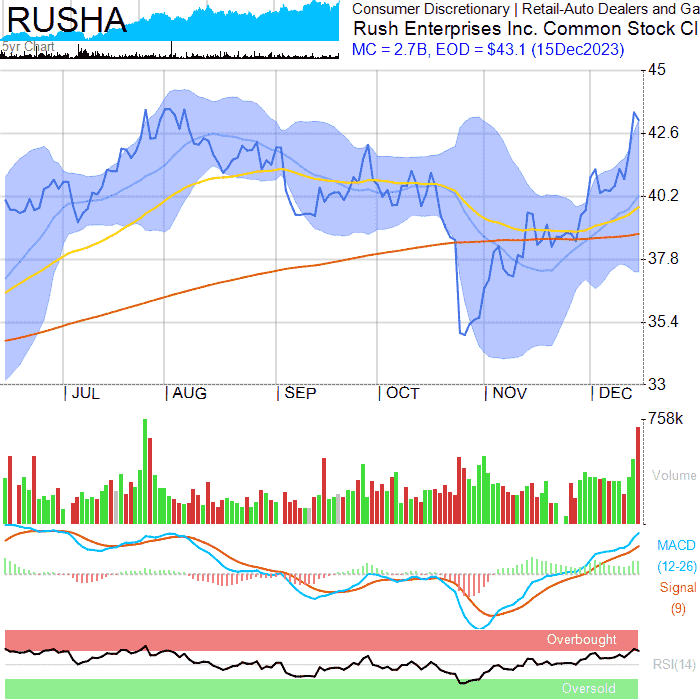 RUSHA
5yr Chart
Consumer Discretionary | Retail-Auto Dealers and Ga
Rush Enterprises Inc. Common Stock Cl
MC = 2.7B, EOD = $43.1 (15Dec2023)
45
42.6
40.2
37.8
35.4
33
| JUL | AUG | SEP | OCT | NOV | DEC
758k
Volume
MACD
(12-26)
Signal
(9)
Overbought
RSI(14)
Oversold